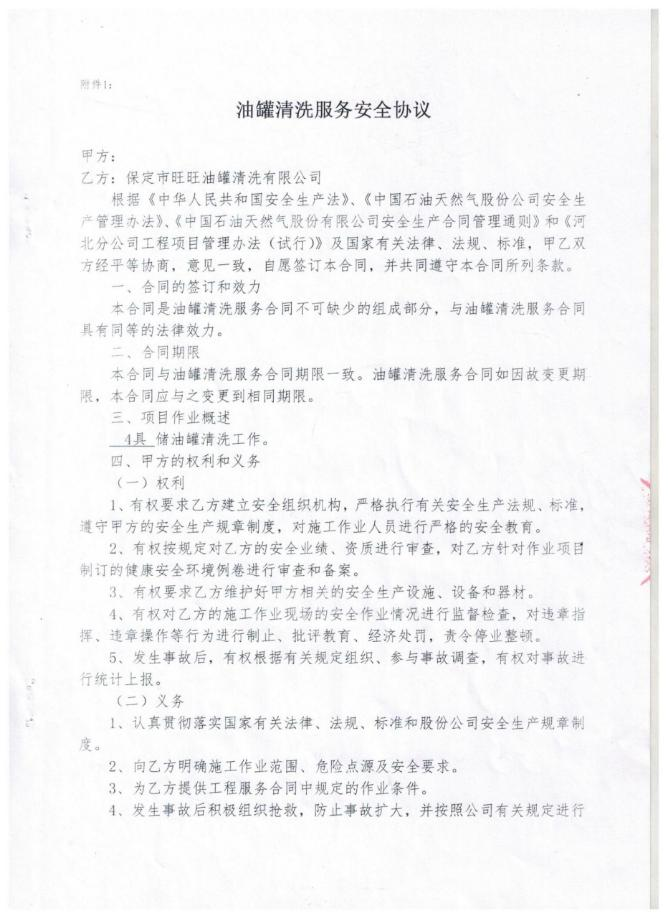 附件1:
油罐清洗服务安全协议
甲方：
乙方：保定市旺旺油罐清洗有限公司
根据《中华人民共和国安全生产法》、《中国石油天然气股份公司安全生
产管理办法》、《中国石油天然气股份有限公司安全生产合同管理通则》和《河
北分公司工程项目管理办法（试行）》及国家有关法律、法规、标准，甲乙双
方经平等协商，意见一致，自愿签订本合同，并共同遵守本合同所列条款。
一、合同的签订和效力
本合同是油罐清洗服务合同不可缺少的组成部分，与油罐清洗服务合同
具有同等的法律效力。
二、合同期限
本合同与油罐清洗服务合同期限一致。油罐清洗服务合同如因故变更期
限，本合同应与之变更到相同期限。
三、项目作业概述
4具 储油罐清洗工作。
四、甲方的权利和义务
（一）权利
1、有权要求乙方建立安全组织机构，严格执行有关安全生产法规、标准，
遵守甲方的安全生产规章制度，对施工作业人员进行严格的安全教育。
2、有权按规定对乙方的安全业绩、资质进行审查，对乙方针对作业项目
制订的健康安全环境例卷进行审查和备案。
3、有权要求乙方维护好甲方相关的安全生产设施、设备和器材。
4、有权对乙方的施工作业现场的安全作业情况进行监督检查，对违章指
挥、违章操作等行为进行制止、批评教育、经济处罚，责令停业整顿。
5、发生事故后，有权根据有关规定组织、参与事故调查，有权对事故进
行统计上报。
（二）义务
1、认真贯彻落实国家有关法律、法规、标准和股份公司安全生产规章制
度。
2、向乙方明确施工作业范围、危险点源及安全要求。
3、为乙方提供工程服务合同中规定的作业条件。
4、发生事故后积极组织抢救，防止事故扩大，并按照公司有关规定进行